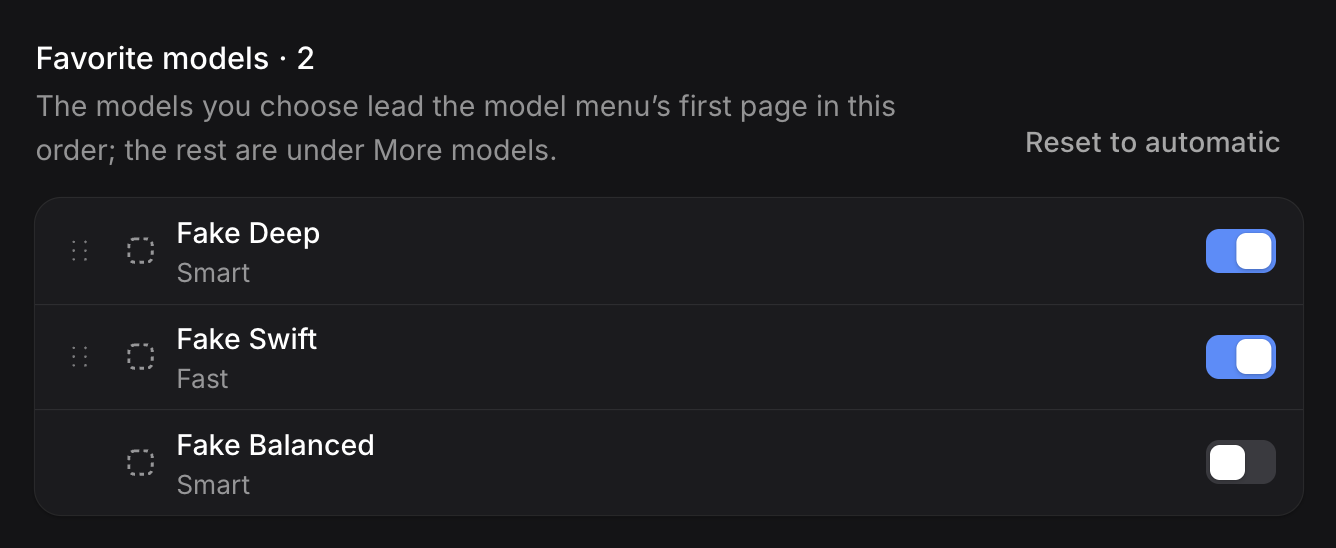 Favorite models · 2
The models you choose lead the model menu’s first page in this
order; the rest are under More models.
Reset to automatic
Fake Deep
Smart
Fake Swift
Fast
Fake Balanced
Smart